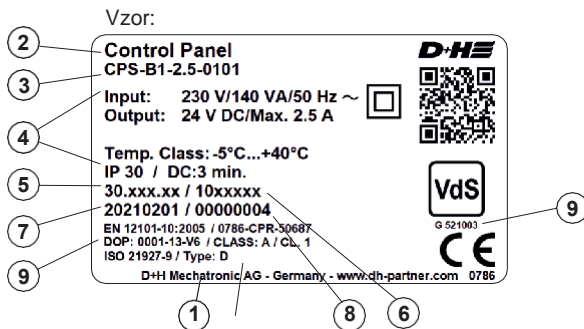 Vzor:
2
Control Panel
D+H
3
CPS-B1-2.5-0101
4
Input: 230 V/140 VA/50 Hz ~
Output: 24 V DC/Max. 2.5 A
Temp. Class: -5°C...+40°C
IP 30 / DC:3 min.
5
30.xxx.xx / 10xxxxx
VdS
7
20210201 / 00000004
G 521003
9
EN 12101-10:2005 / 0786-CPR-50687
9
DOP: 0001-13-V6 / CLASS: A / CL. 1
CE
ISO 21927-9 / Type: D
D+H Mechatronic AG - Germany - www.dh-partner.com 0786
1
8
6